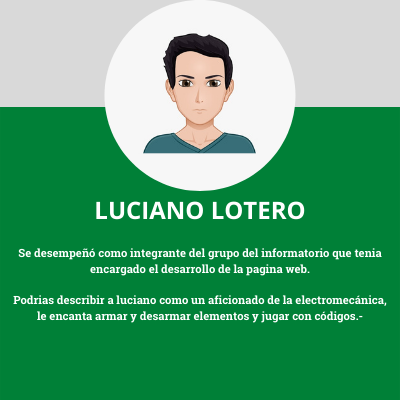 LUCIANO LOTERO
Se desempeñó como integrante del grupo del informatorio que tenia
encargado el desarrollo de la pagina web.
Podrias describir a luciano como un aficionado de la electromecánica,
le encanta armar y desarmar elementos y jugar con códigos.-